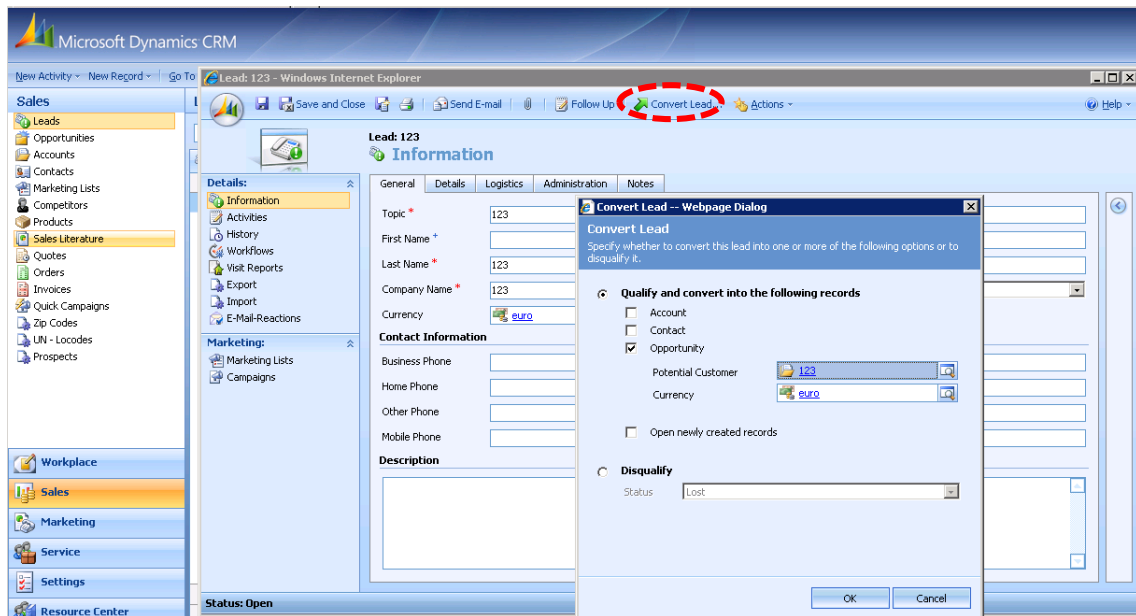 Microsoft Dynamics CRM
New Activity New Record Go To
Sales
Leads
Opportunities
Accounts
Contacts
Marketing Lists
Competitors
Products
Sales Literature
Quotes
Orders
Invoices
Quick Campaigns
Zip Codes
UN - Locodes
Prospects
Workplace
Sales
Marketing
Service
Settings
Resource Center
Lead: 123 - Windows Internet Explorer
Save and Close Send E-mail Follow Up Convert Lead... Actions Help
Lead: 123
Information
Details:
Information
Activities
History
Workflows
Visit Reports
Export
Import
E-Mail-Reactions
Marketing:
Marketing Lists
Campaigns
General Details Logistics Administration Notes
Topic * 123
First Name +
Last Name * 123
Company Name * 123
Currency euro
Contact Information
Business Phone
Home Phone
Other Phone
Mobile Phone
Description
Status: Open
Convert Lead -- Webpage Dialog
Convert Lead
Specify whether to convert this lead into one or more of the following options or to
disqualify it.
Qualify and convert into the following records
Account
Contact
Opportunity
Potential Customer 123
Currency euro
Open newly created records
Disqualify
Status Lost
OK Cancel